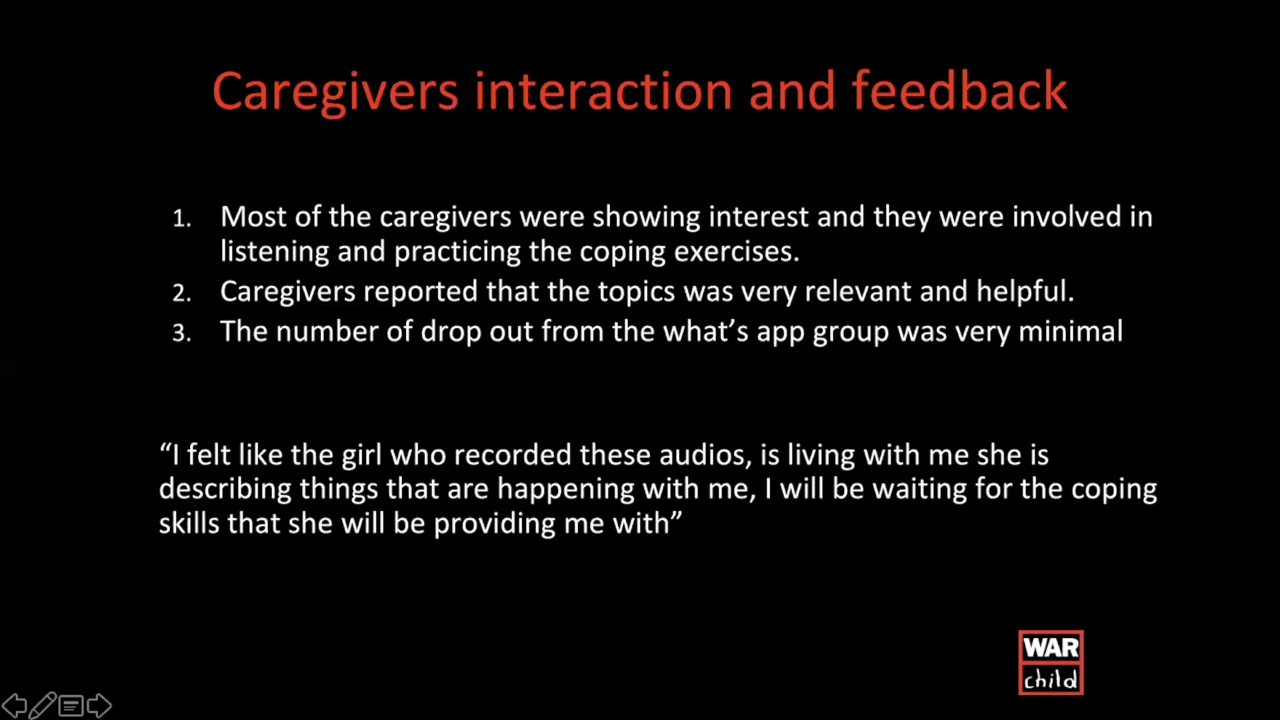 Caregivers interaction and feedback
1. Most of the caregivers were showing interest and they were involved in
listening and practicing the coping exercises.
2. Caregivers reported that the topics was very relevant and helpful.
3. The number of drop out from the what’s app group was very minimal
“I felt like the girl who recorded these audios, is living with me she is
describing things that are happening with me, I will be waiting for the coping
skills that she will be providing me with”
WAR
child